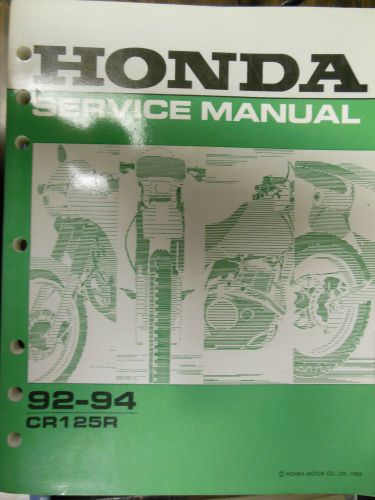 HONDA
SERVICE MANUAL
92-94
CR125R
© HONDA MOTOR CO., LTD. 1993